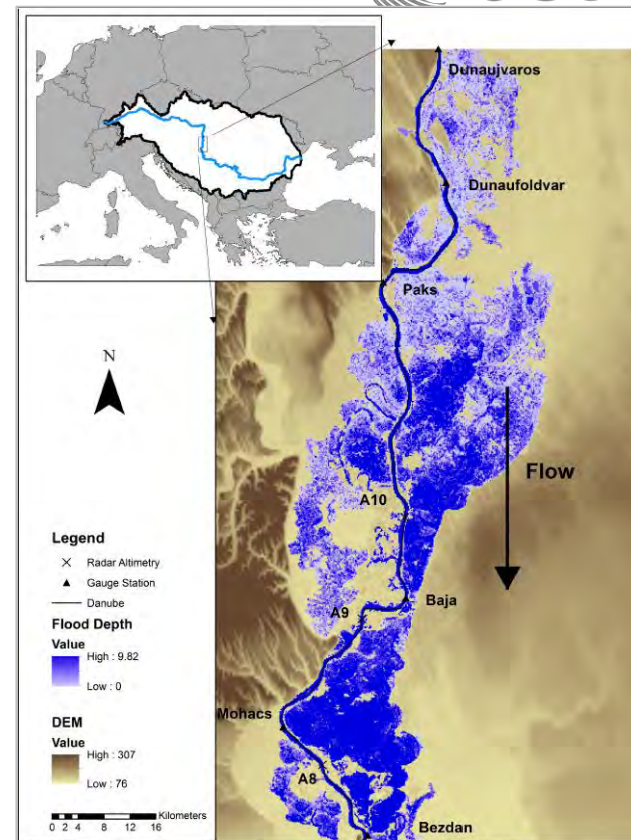 Dunaujvaros
Dunaufoldvar
Paks
N
Flow
A10
Legend
Radar Altimetry
Gauge Station
Danube
Flood Depth
Value
High : 9.82
Low : 0
DEM
Value
High : 307
Low : 76
Kilometers
0 2 4 8 12 16
Baja
A9
Mohacs
A8
Bezdan